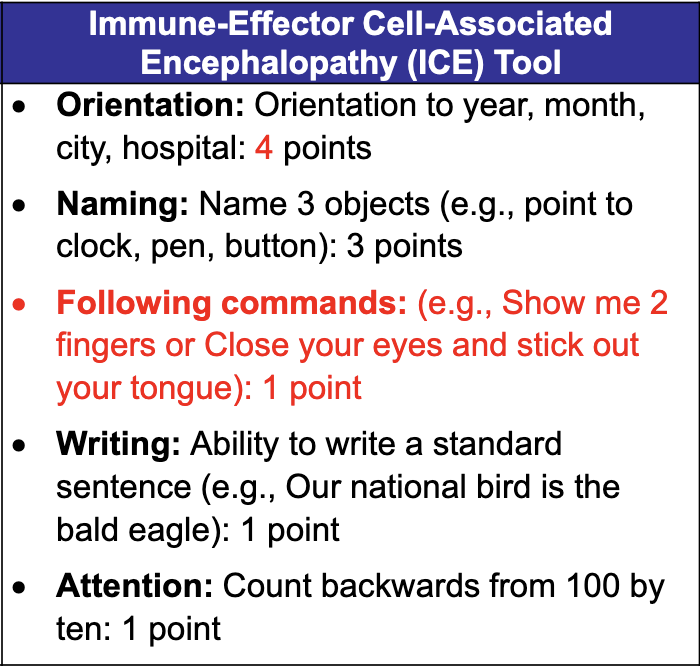 Immune-Effector Cell-Associated
Encephalopathy (ICE) Tool
• Orientation: Orientation to year, month,
city, hospital: 4 points
• Naming: Name 3 objects (e.g., point to
clock, pen, button): 3 points
• Following commands: (e.g., Show me 2
fingers or Close your eyes and stick out
your tongue): 1 point
• Writing: Ability to write a standard
sentence (e.g., Our national bird is the
bald eagle): 1 point
• Attention: Count backwards from 100 by
ten: 1 point